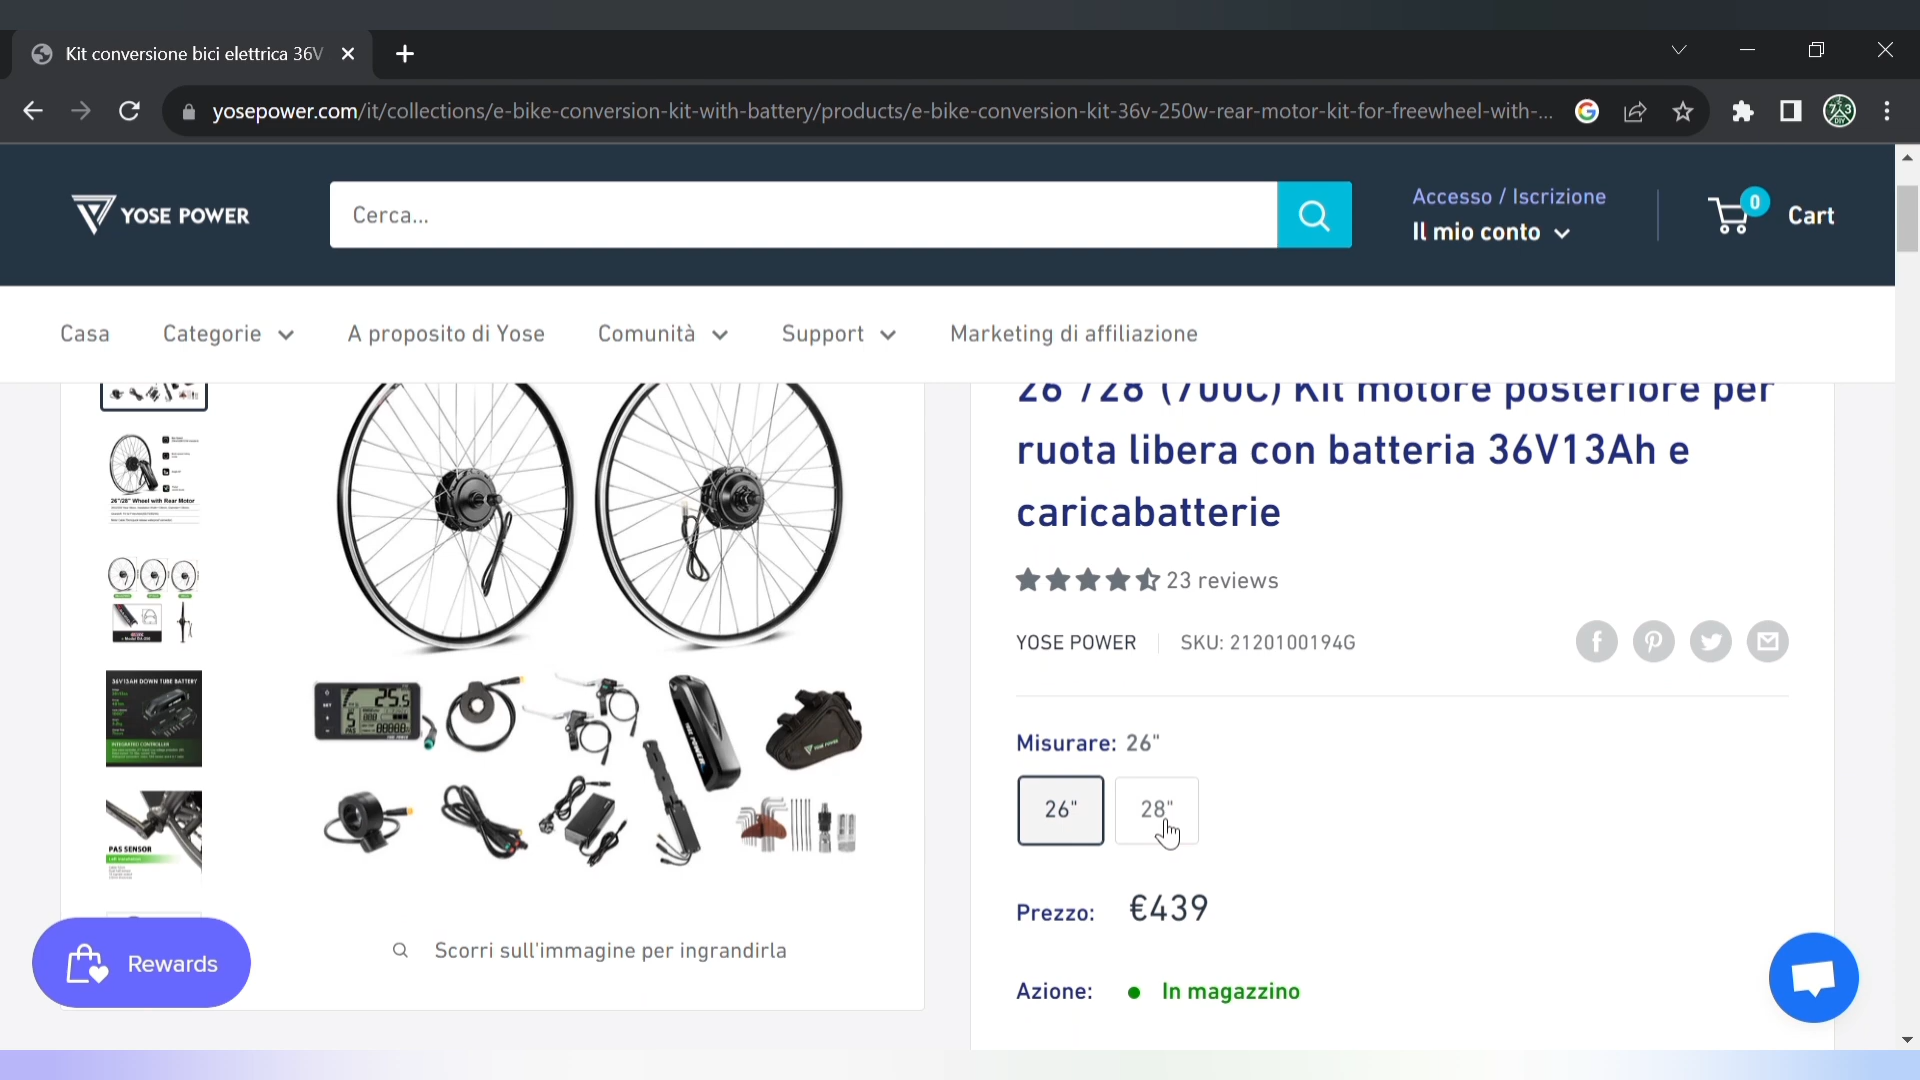 Kit conversione bici elettrica 36V
yosepower.com/it/collections/e-bike-conversion-kit-with-battery/products/e-bike-conversion-kit-36v-250w-rear-motor-kit-for-freewheel-with-...
YOSE POWER
Cerca...
Accesso / Iscrizione
Il mio conto
0
Cart
Casa
Categorie
A proposito di Yose
Comunità
Support
Marketing di affiliazione
26"/28"(700C) Kit motore posteriore per
ruota libera con batteria 36V13Ah e
caricabatterie
23 reviews
YOSE POWER
SKU: 2120100194G
Misurare: 26"
26"
28"
Prezzo: €439
Azione: In magazzino
26"/28" Wheel with Rear Motor
36V13AH DOWN TUBE BATTERY
INTEGRATED CONTROLLER
PAS SENSOR
25.5
Scorri sull'immagine per ingrandirla
Rewards